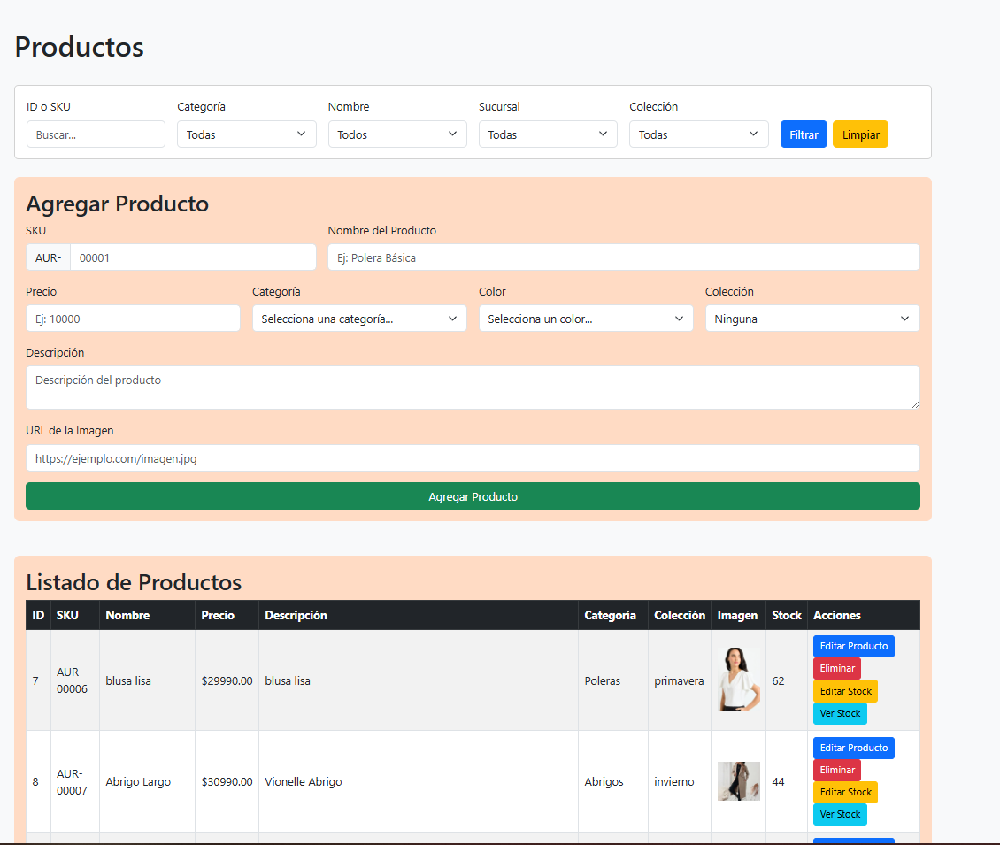 Productos
ID o SKU Categoría Nombre Sucursal Colección
Buscar... Todas Todos Todas Todas Filtrar Limpiar
Agregar Producto
SKU Nombre del Producto
AUR- 00001 Ej: Polera Básica
Precio Categoría Color Colección
Ej: 10000 Selecciona una categoría... Selecciona un color... Ninguna
Descripción
Descripción del producto
URL de la Imagen
https://ejemplo.com/imagen.jpg
Agregar Producto
Listado de Productos
ID SKU Nombre Precio Descripción Categoría Colección Imagen Stock Acciones
7 AUR-00006 blusa lisa $29990.00 blusa lisa Poleras primavera 62
Editar Producto
Eliminar
Editar Stock
Ver Stock
8 AUR-00007 Abrigo Largo $30990.00 Vionelle Abrigo Abrigos invierno 44
Editar Producto
Eliminar
Editar Stock
Ver Stock